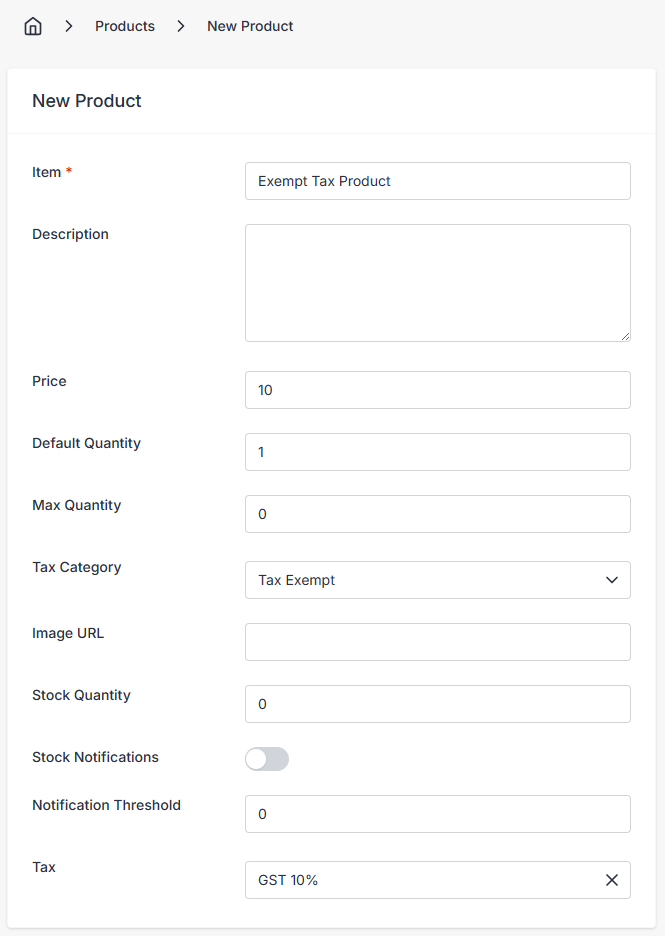 Products New Product
New Product
Item * Exempt Tax Product
Description
Price 10
Default Quantity 1
Max Quantity 0
Tax Category Tax Exempt
Image URL
Stock Quantity 0
Stock Notifications
Notification Threshold 0
Tax GST 10%